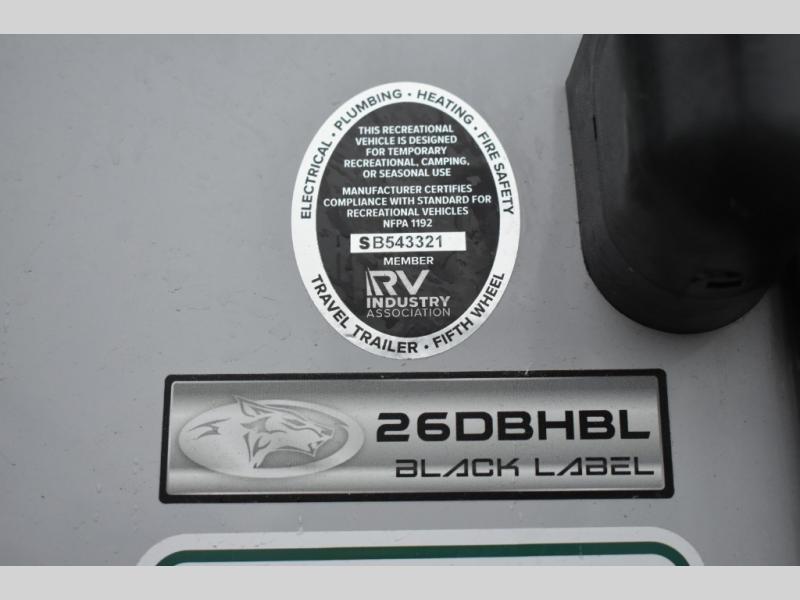 ELECTRICAL • PLUMBING • HEATING • FIRE SAFETY
THIS RECREATIONAL
VEHICLE IS DESIGNED
FOR TEMPORARY
RECREATIONAL, CAMPING,
OR SEASONAL USE
MANUFACTURER CERTIFIES
COMPLIANCE WITH STANDARD FOR
RECREATIONAL VEHICLES
NFPA 1192
SB543321
MEMBER
RV
INDUSTRY
ASSOCIATION
TRAVEL TRAILER • FIFTH WHEEL
26DBHBL
BLACK LABEL